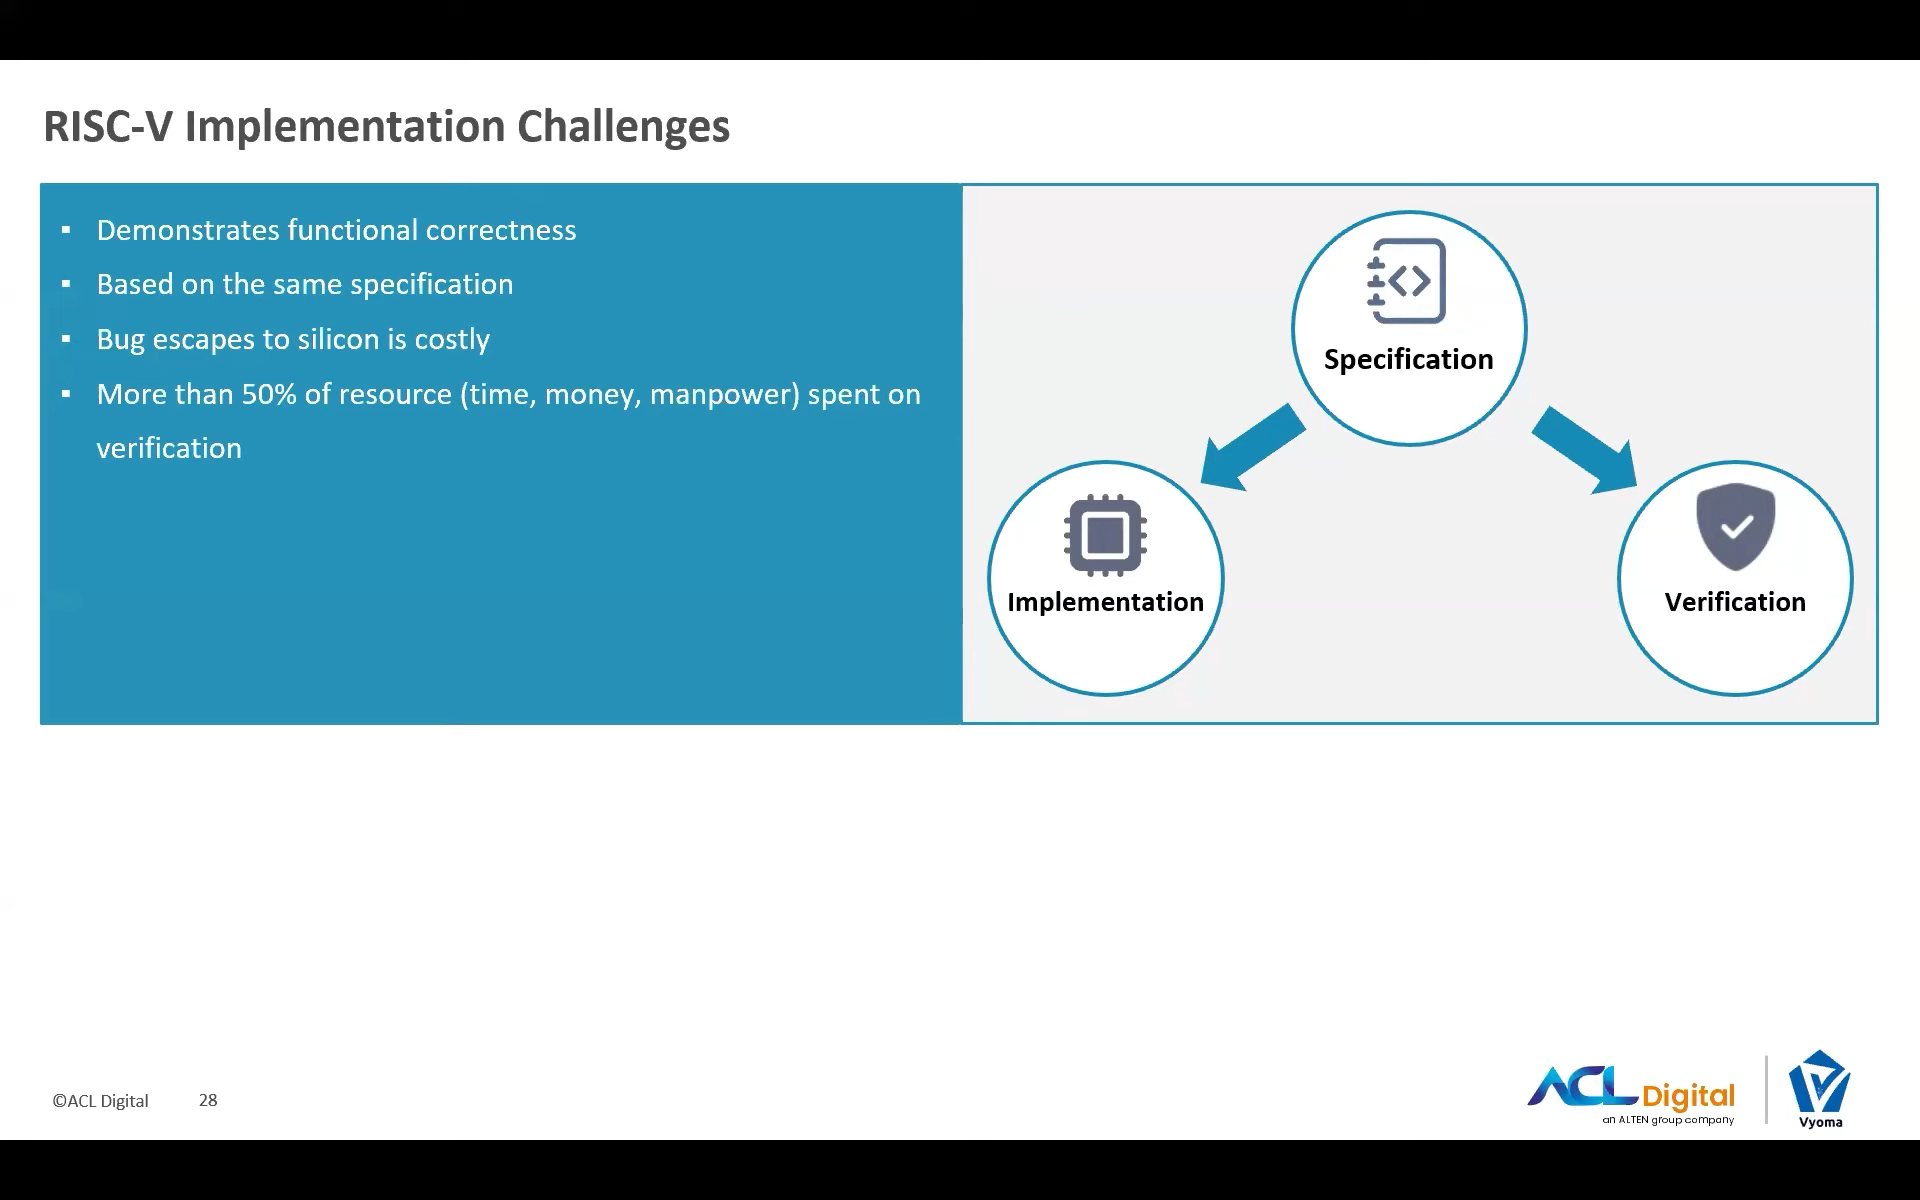 RISC-V Implementation Challenges
▪ Demonstrates functional correctness
▪ Based on the same specification
▪ Bug escapes to silicon is costly
▪ More than 50% of resource (time, money, manpower) spent on
verification
Specification
Implementation
Verification
©ACL Digital
28
ACL Digital
an ALTEN group company
Vyoma